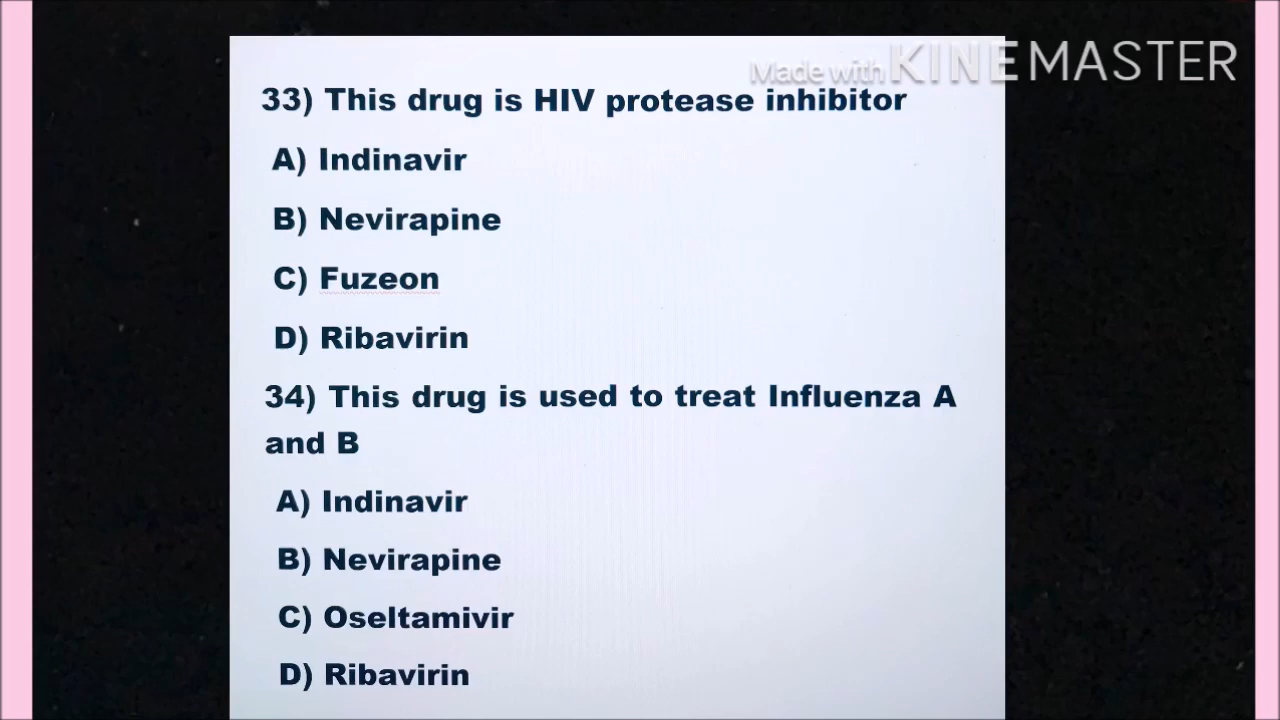 Made with KINEMASTER
33) This drug is HIV protease inhibitor
A) Indinavir
B) Nevirapine
C) Fuzeon
D) Ribavirin
34) This drug is used to treat Influenza A
and B
A) Indinavir
B) Nevirapine
C) Oseltamivir
D) Ribavirin